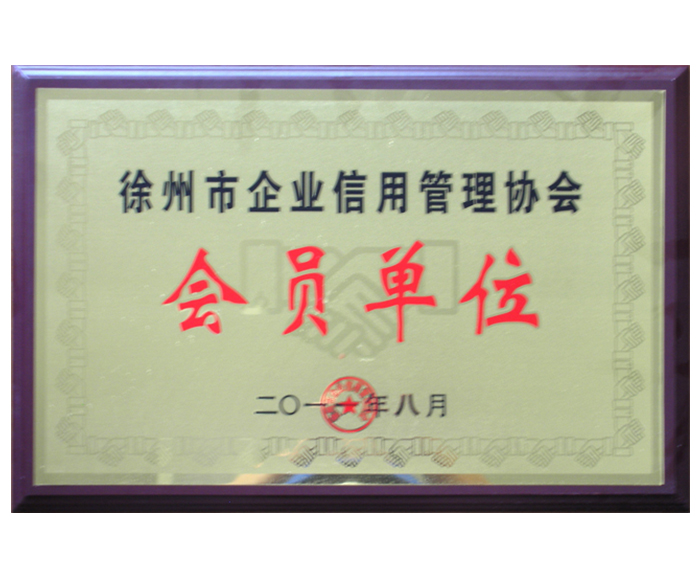 徐州市企业信用管理协会
会员单位
二〇一一年八月